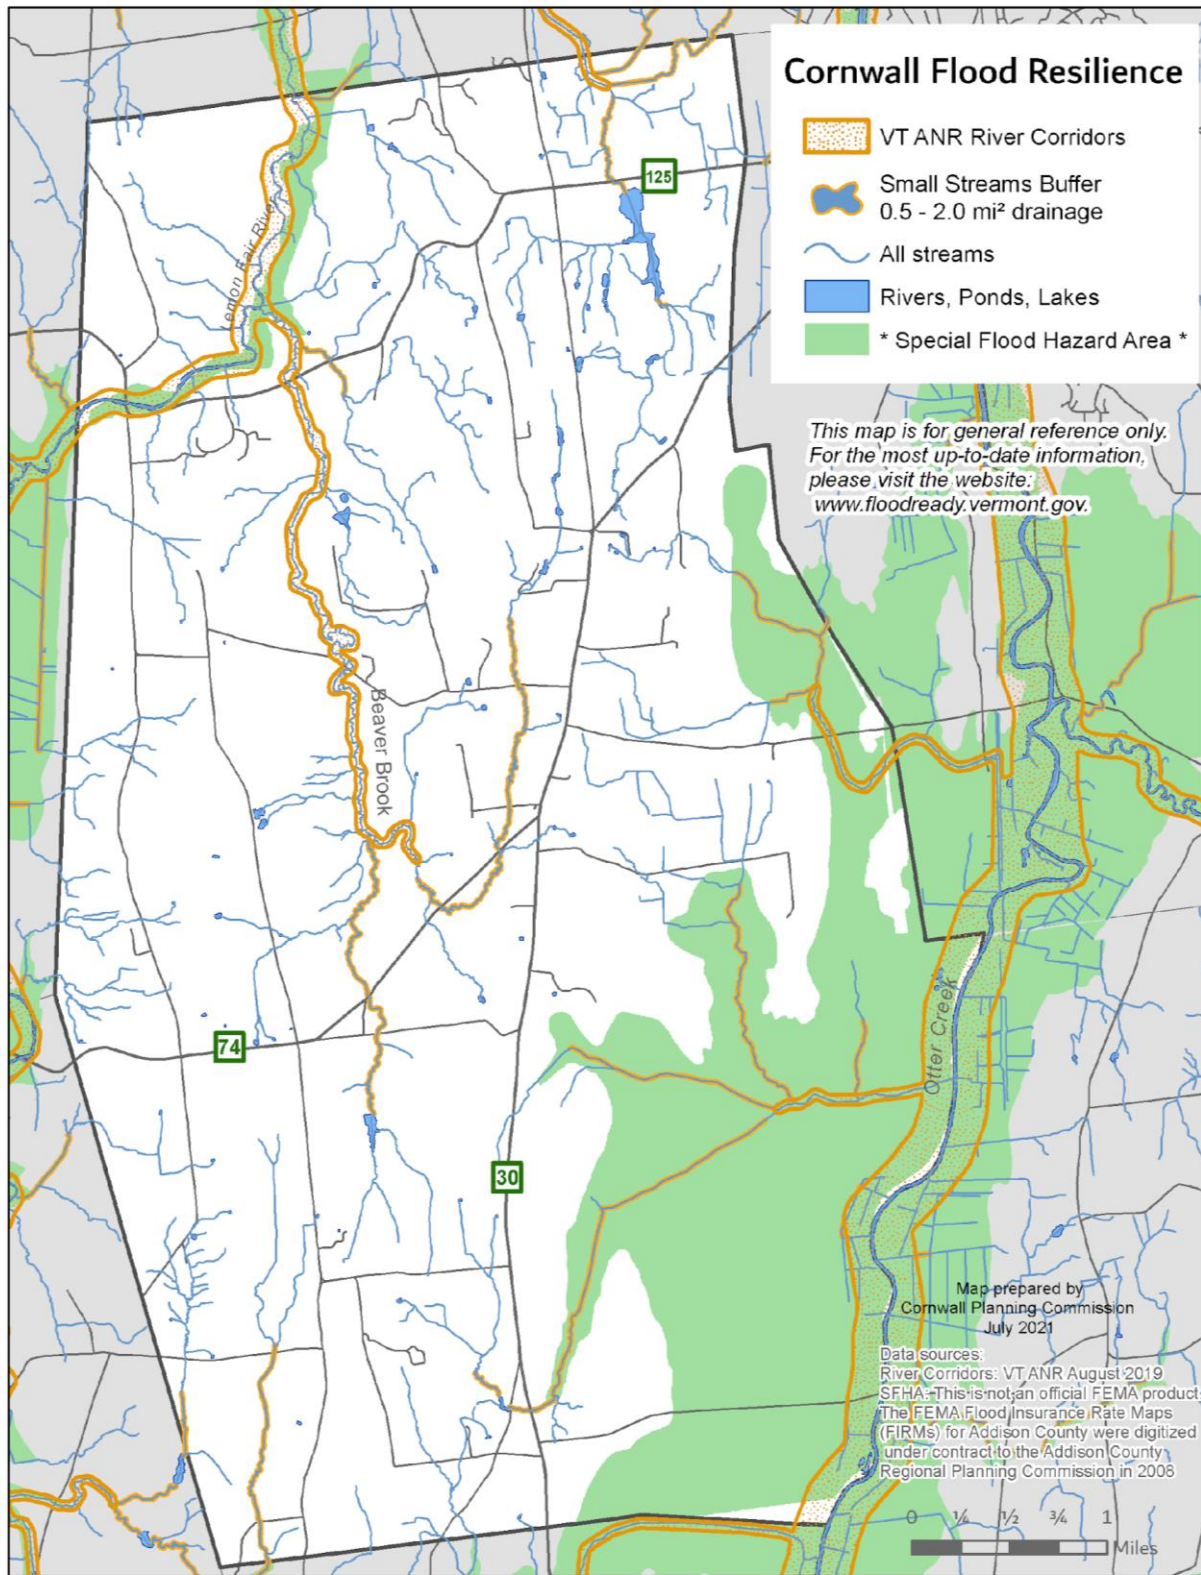 Cornwall Flood Resilience
VT ANR River Corridors
Small Streams Buffer
0.5 - 2.0 mi² drainage
All streams
Rivers, Ponds, Lakes
* Special Flood Hazard Area *
This map is for general reference only.
For the most up-to-date information,
please visit the website:
www.floodready.vermont.gov.
125
Lemon Fair River
Beaver Brook
74
30
Otter Creek
Map prepared by
Cornwall Planning Commission
July 2021
Data sources:
River Corridors: VT ANR August 2019
SFHA: This is not an official FEMA product
The FEMA Flood Insurance Rate Maps
(FIRMs) for Addison County were digitized
under contract to the Addison County
Regional Planning Commission in 2008
0 ¼ ½ ¾ 1
Miles